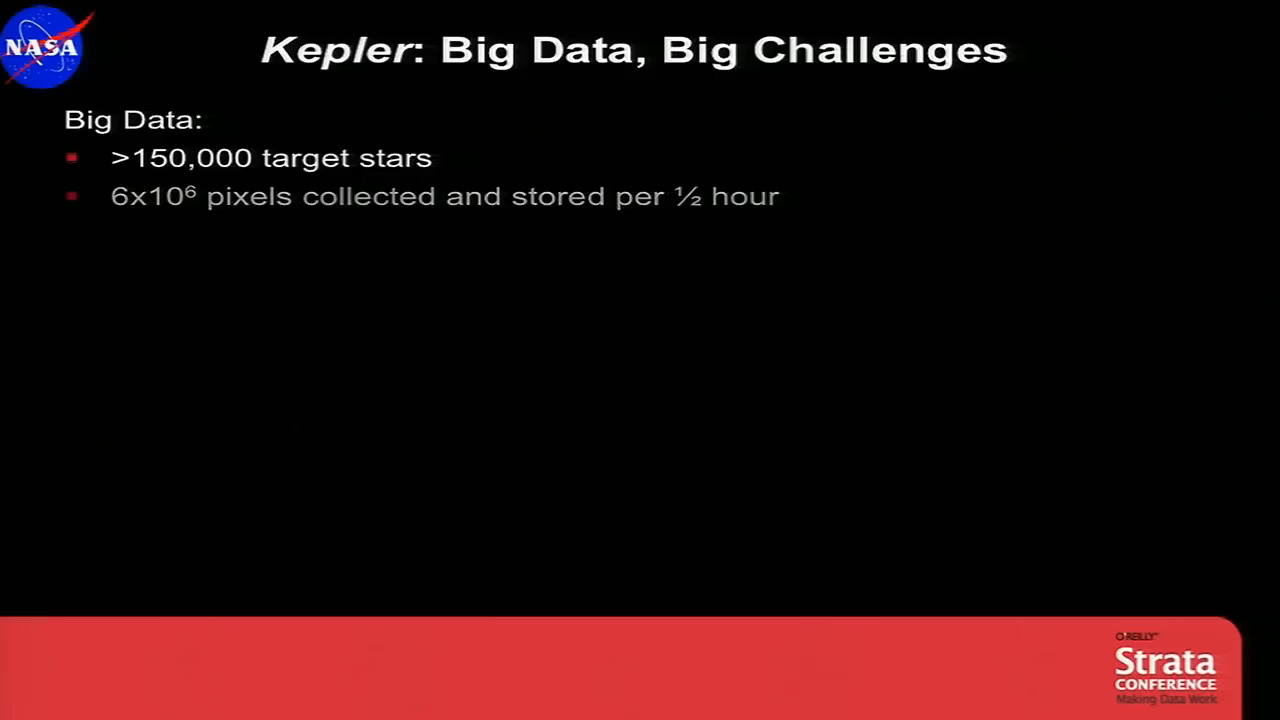 NASA
Kepler: Big Data, Big Challenges
Big Data:
>150,000 target stars
6x10⁶ pixels collected and stored per ½ hour
O'REILLY
Strata
CONFERENCE
Making Data Work